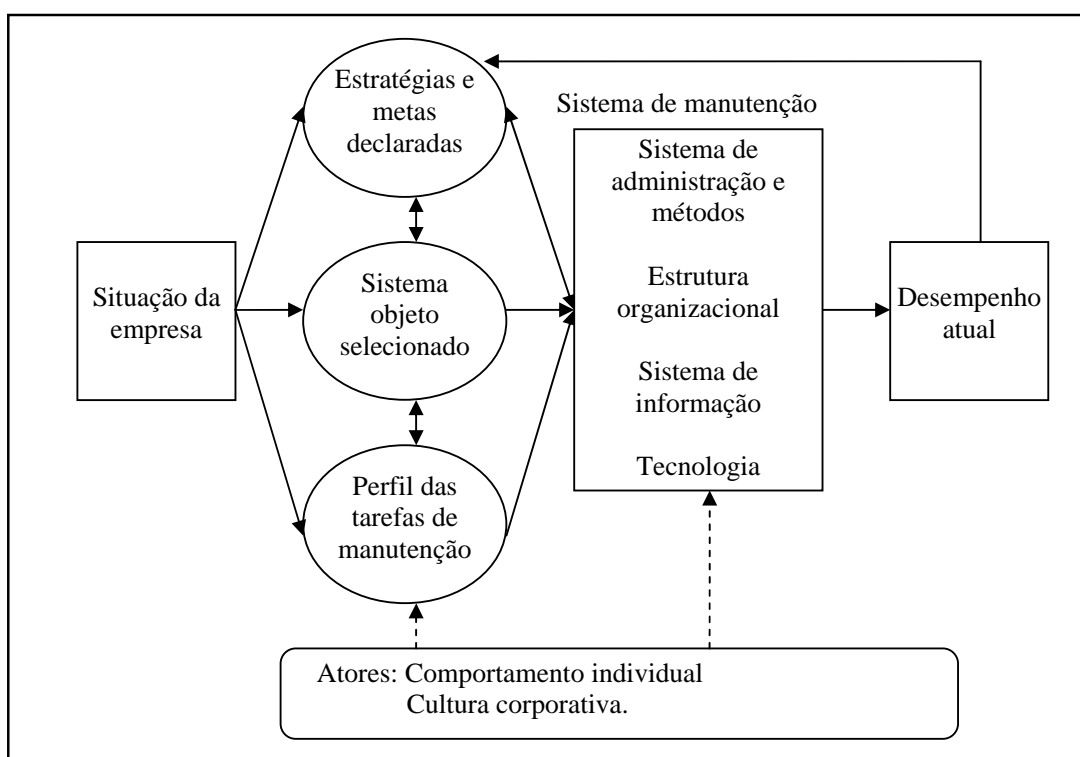 Estratégias e
metas
declaradas
Sistema de manutenção
Sistema de
administração e
métodos
Estrutura
organizacional
Sistema de
informação
Tecnologia
Situação da
empresa
Sistema
objeto
selecionado
Desempenho
atual
Perfil das
tarefas de
manutenção
Atores: Comportamento individual
Cultura corporativa.